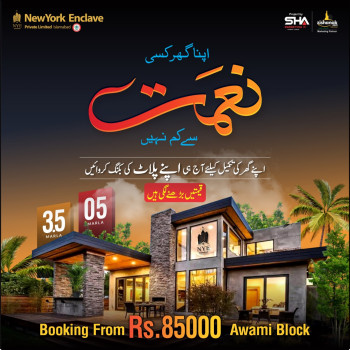 NewYork Enclave
Private Limited Islamabad
SHA
اپنا گھر کسی
نعمت
سے کم نہیں
اپنے گھر کی تکمیل کیلئے آج ہی اپنے پلاٹ کی بکنگ کروائیں
قیمتیں بڑھنے لگی ہیں
3.5
MARLA
05
MARLA
NYE
Booking From Rs.85000 Awami Block